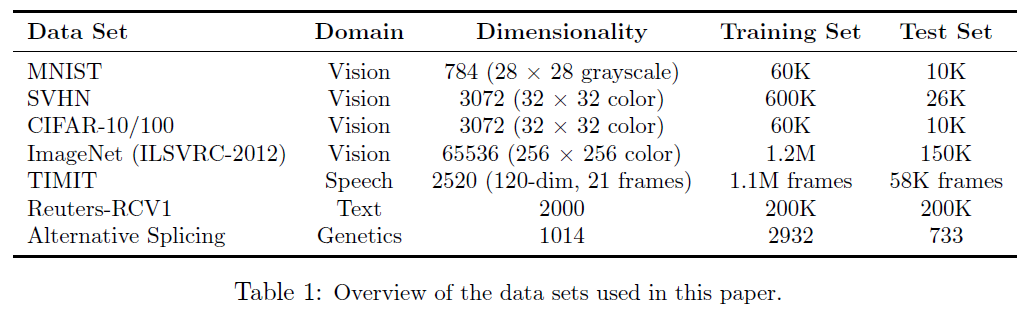 Data Set Domain Dimensionality Training Set Test Set
MNIST Vision 784 (28 × 28 grayscale) 60K 10K
SVHN Vision 3072 (32 × 32 color) 600K 26K
CIFAR-10/100 Vision 3072 (32 × 32 color) 60K 10K
ImageNet (ILSVRC-2012) Vision 65536 (256 × 256 color) 1.2M 150K
TIMIT Speech 2520 (120-dim, 21 frames) 1.1M frames 58K frames
Reuters-RCV1 Text 2000 200K 200K
Alternative Splicing Genetics 1014 2932 733
Table 1: Overview of the data sets used in this paper.